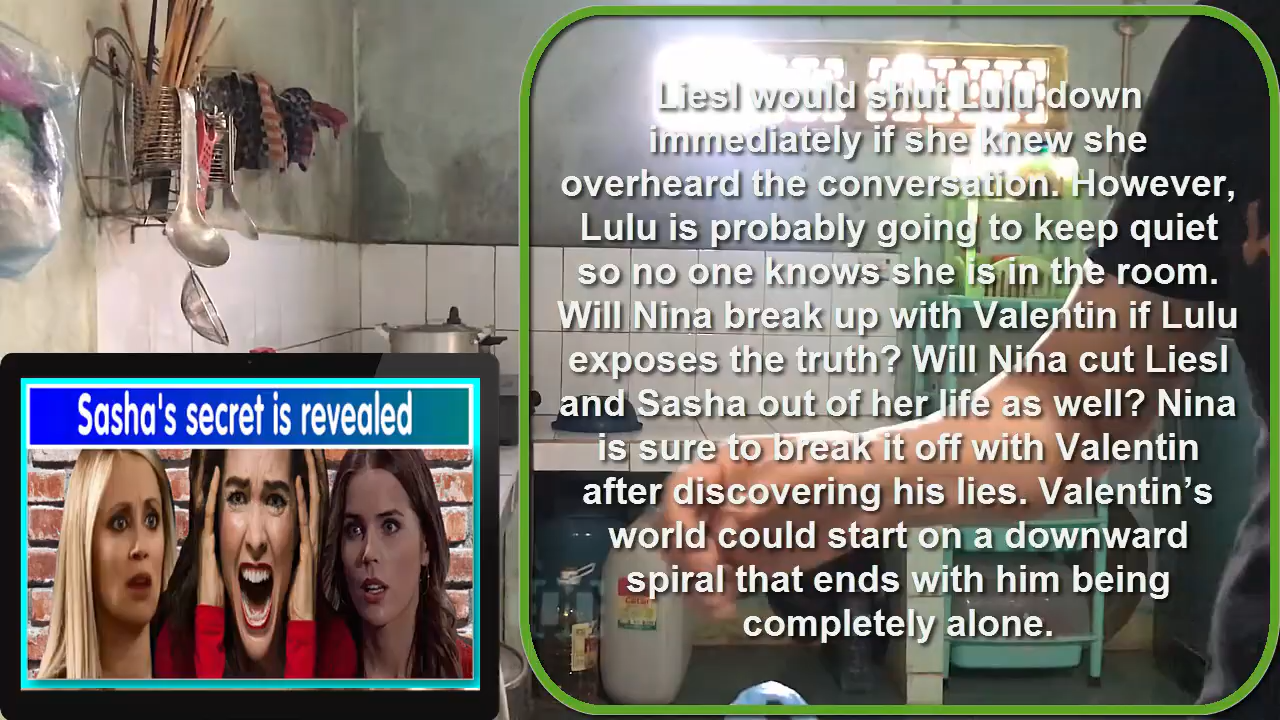 Sasha's secret is revealed
Liesl would shut Lulu down
immediately if she knew she
overheard the conversation. However,
Lulu is probably going to keep quiet
so no one knows she is in the room.
Will Nina break up with Valentin if Lulu
exposes the truth? Will Nina cut Liesl
and Sasha out of her life as well? Nina
is sure to break it off with Valentin
after discovering his lies. Valentin’s
world could start on a downward
spiral that ends with him being
completely alone.